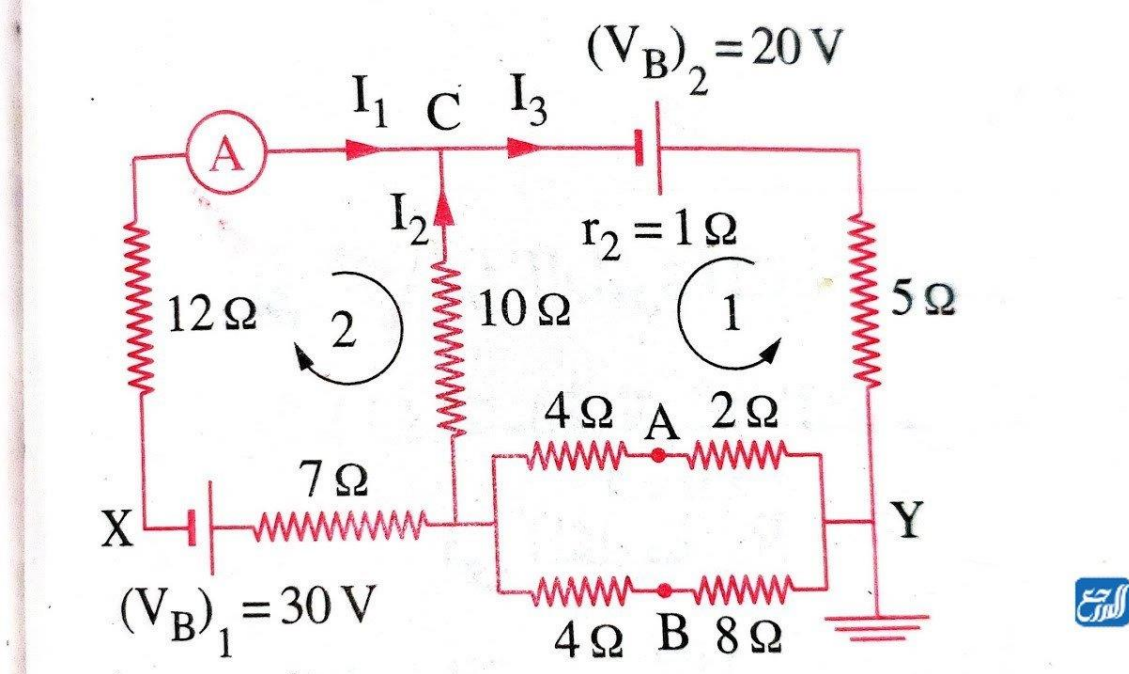 (V_B)_2 = 20 V
I_1 C I_3
A
I_2
r_2 = 1 Ω
12 Ω 2 10 Ω 1 5 Ω
4 Ω A 2 Ω
7 Ω
X Y
(V_B)_1 = 30 V
4 Ω B 8 Ω
المرجع